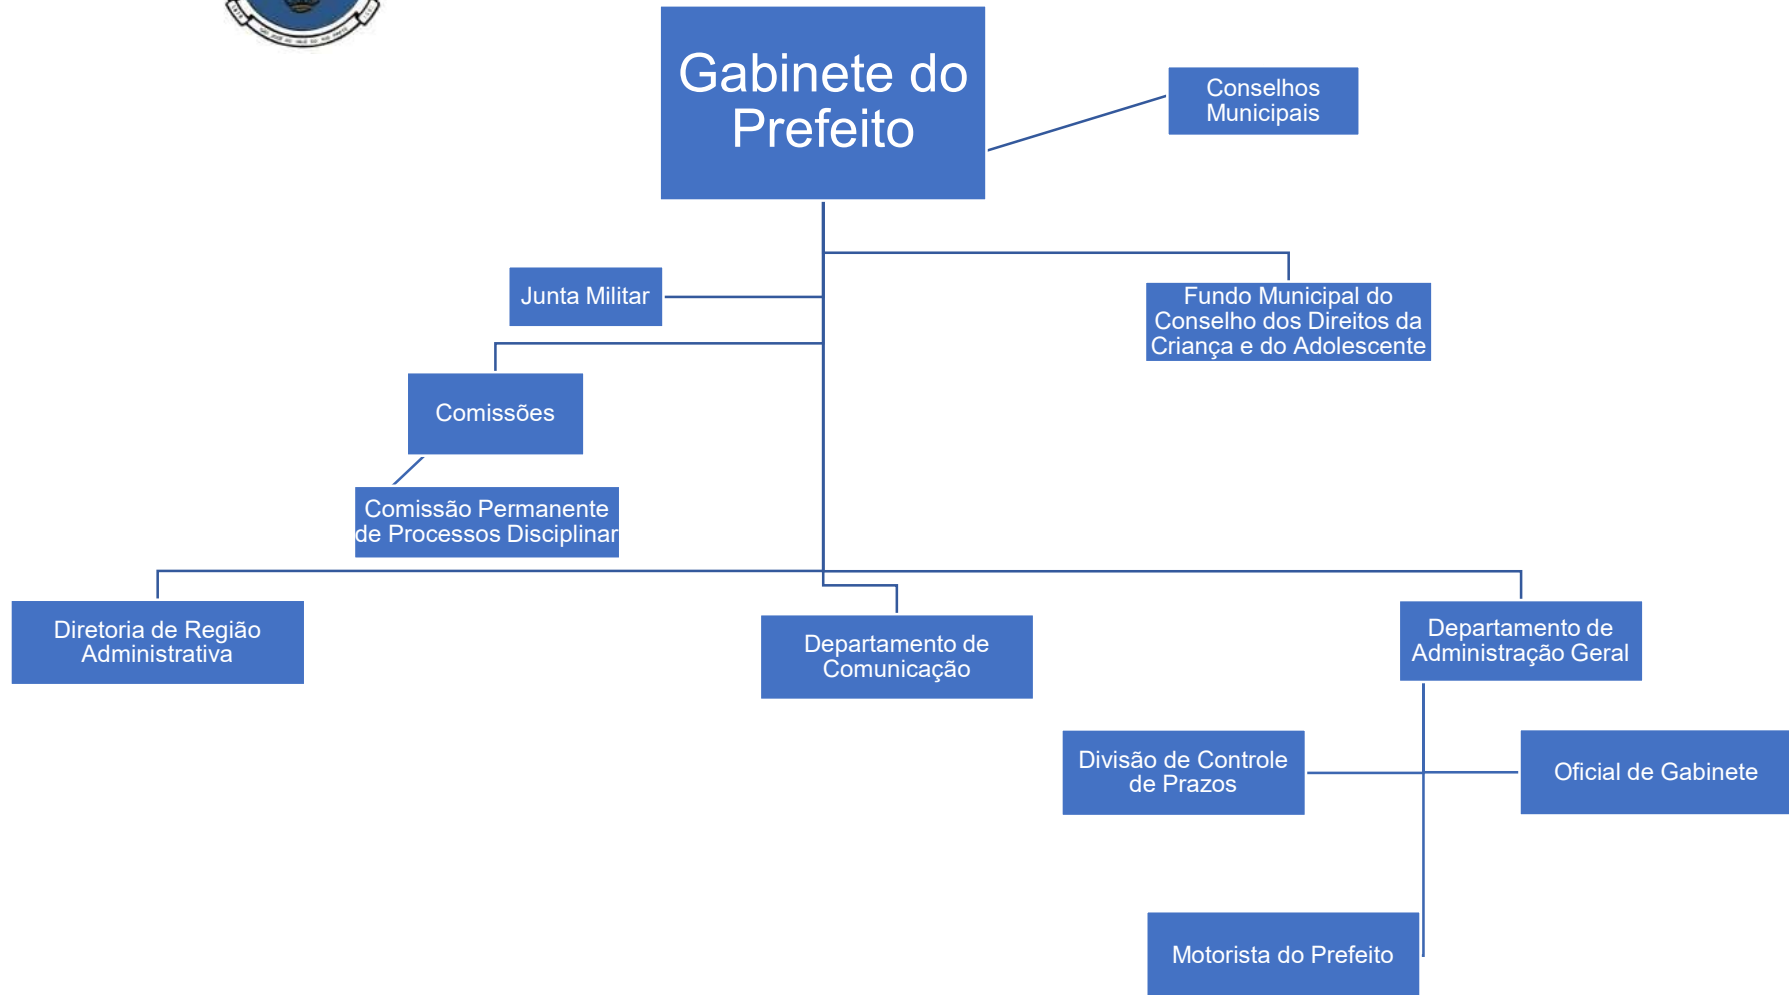 Gabinete do
Prefeito
Conselhos
Municipais
Junta Militar
Fundo Municipal do
Conselho dos Direitos da
Criança e do Adolescente
Comissões
Comissão Permanente
de Processos Disciplinar
Diretoria de Região
Administrativa
Departamento de
Comunicação
Departamento de
Administração Geral
Divisão de Controle
de Prazos
Oficial de Gabinete
Motorista do Prefeito